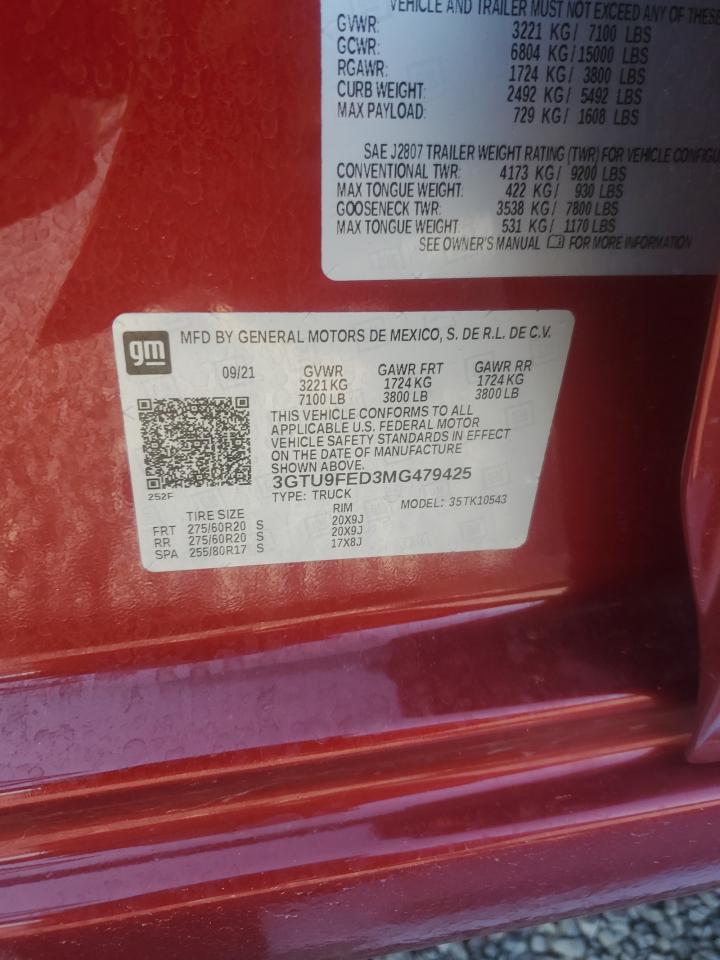 VEHICLE AND TRAILER MUST NOT EXCEED ANY OF THESE
GVWR: 3221 KG/ 7100 LBS
GCWR: 6804 KG/15000 LBS
RGAWR: 1724 KG/ 3800 LBS
CURB WEIGHT: 2492 KG/ 5492 LBS
MAX PAYLOAD: 729 KG/ 1608 LBS
SAE J2807 TRAILER WEIGHT RATING (TWR) FOR VEHICLE
CONVENTIONAL TWR: 4173 KG/ 9200 LBS
MAX TONGUE WEIGHT: 422 KG/ 930 LBS
GOOSENECK TWR: 3538 KG/ 7800 LBS
MAX TONGUE WEIGHT: 531 KG/ 1170 LBS
SEE OWNER'S MANUAL FOR MORE INFORMATION
gm MFD BY GENERAL MOTORS DE MEXICO, S. DE R.L. DE C.V.
09/21 GVWR GAWR FRT GAWR RR
3221 KG 1724 KG 1724 KG
7100 LB 3800 LB 3800 LB
THIS VEHICLE CONFORMS TO ALL
APPLICABLE U.S. FEDERAL MOTOR
VEHICLE SAFETY STANDARDS IN EFFECT
ON THE DATE OF MANUFACTURE
SHOWN ABOVE.
252F 3GTU9FED3MG479425
TYPE: TRUCK MODEL: 35TK10543
TIRE SIZE RIM
FRT 275/60R20 S 20X9J
RR 275/60R20 S 20X9J
SPA 255/80R17 S 17X8J